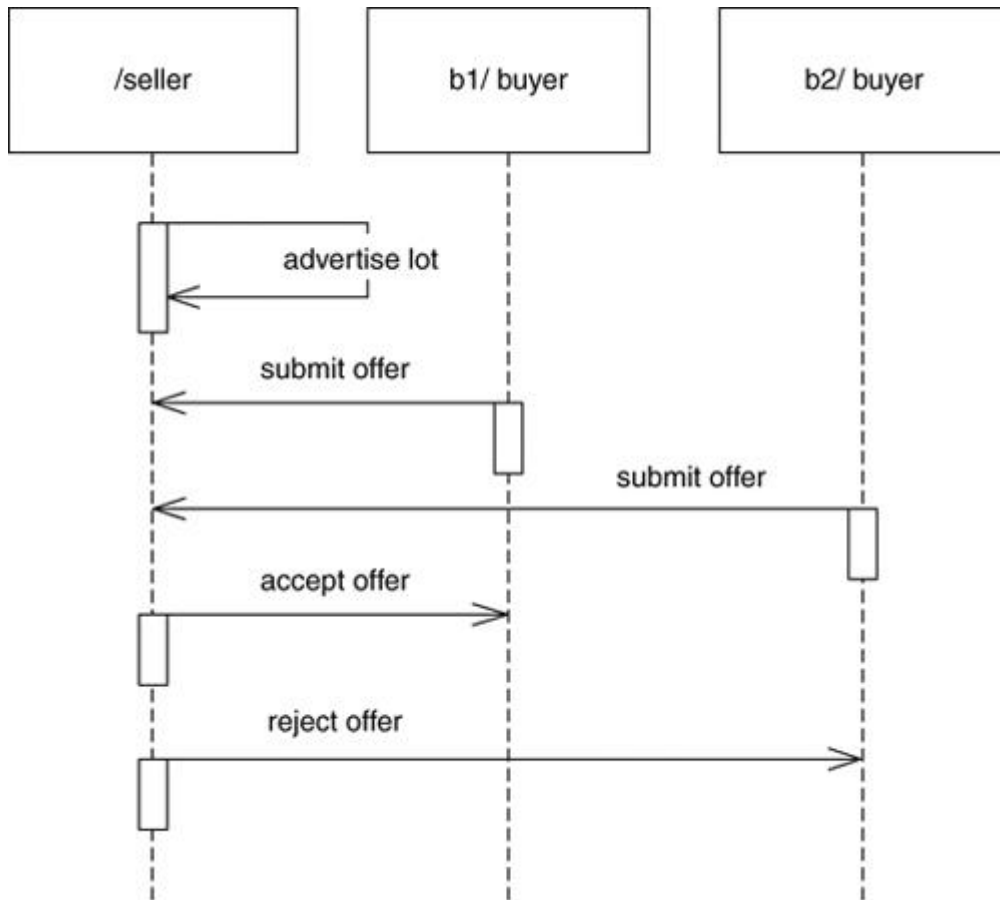 /seller
b1/ buyer
b2/ buyer
advertise lot
submit offer
submit offer
accept offer
reject offer